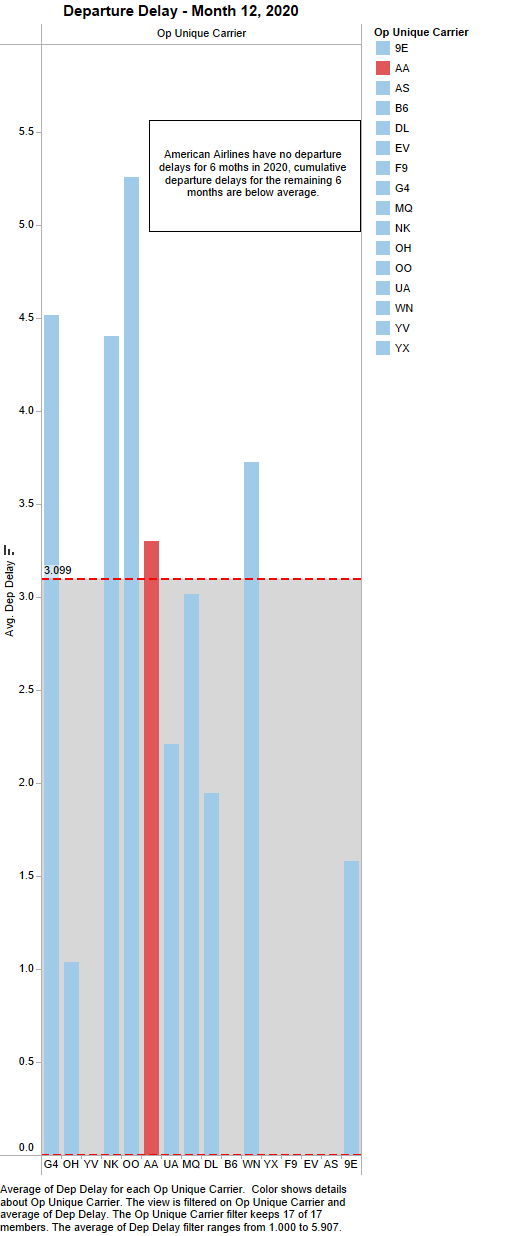 Departure Delay - Month 12, 2020
Op Unique Carrier
American Airlines have no departure
delays for 6 moths in 2020, cumulative
departure delays for the remaining 6
months are below average.
5.5
5.0
4.5
4.0
3.5
3.0
2.5
2.0
1.5
1.0
0.5
0.0
Avg. Dep Delay
3.099
G4 OH YV NK OO AA UA MQ DL B6 WN YX F9 EV AS 9E
Op Unique Carrier
9E
AA
AS
B6
DL
EV
F9
G4
MQ
NK
OH
OO
UA
WN
YV
YX
Average of Dep Delay for each Op Unique Carrier.  Color shows details
about Op Unique Carrier. The view is filtered on Op Unique Carrier and
average of Dep Delay. The Op Unique Carrier filter keeps 17 of 17
members. The average of Dep Delay filter ranges from 1.000 to 5.907.